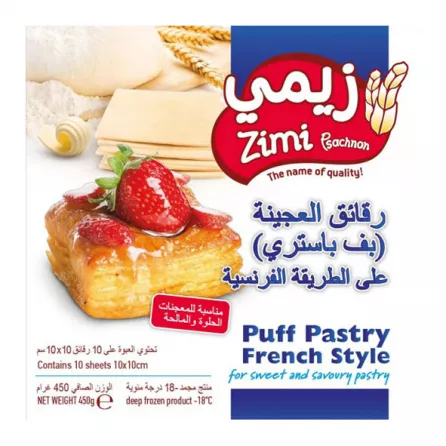 زيمي
Zimi Psachnon
The name of quality!
رقائق العجينة
(بف باستري)
على الطريقة الفرنسية
مناسبة للمعجنات
الحلوة والمالحة
Puff Pastry
French Style
for sweet and savoury pastry
تحتوي العبوة على 10 رقائق 10x10 سم
Contains 10 sheets 10x10cm
الوزن الصافي 450 غرام
NET WEIGHT 450g e
منتج مجمد -18 درجة مئوية
deep frozen product -18°C